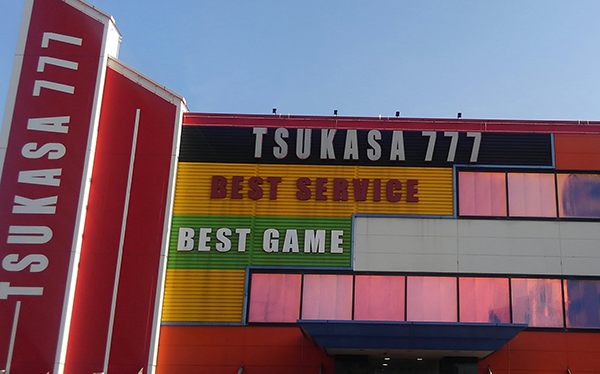 TSUKASA 777
TSUKASA 777
BEST SERVICE
BEST GAME